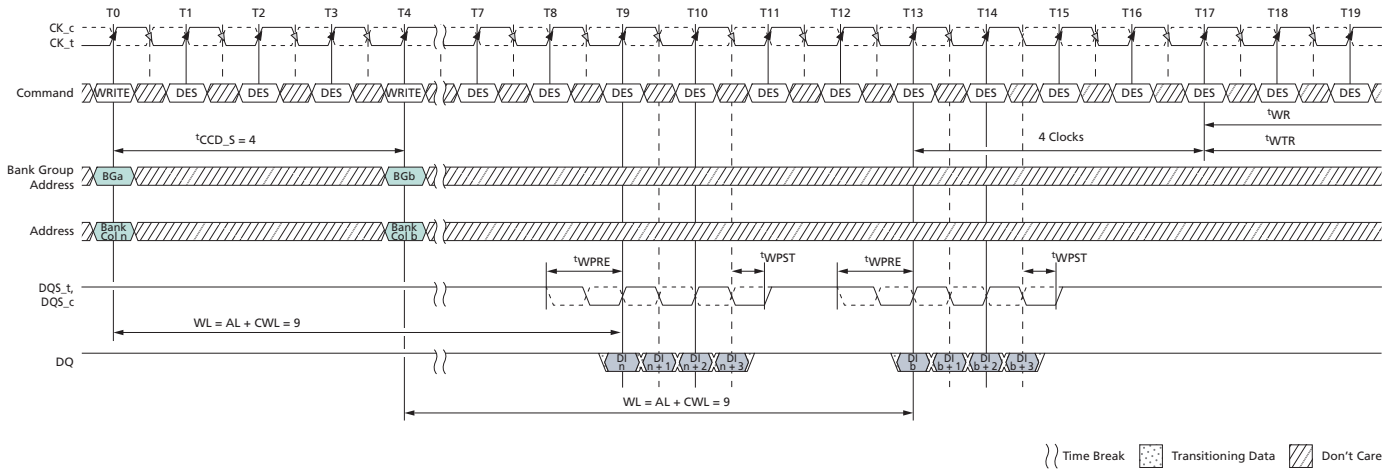 T0 T1 T2 T3 T4 T7 T8 T9 T10 T11 T12 T13 T14 T15 T16 T17 T18 T19
CK_c
CK_t
Command WRITE DES DES DES WRITE DES DES DES DES DES DES DES DES DES DES DES DES DES
tWR
tCCD_S = 4 4 Clocks tWTR
Bank Group
Address BGa BGb
Address Bank
Col n Bank
Col b
tWPRE tWPST tWPRE tWPST
DQS_t,
DQS_c
WL = AL + CWL = 9
DQ DI
n DI
n + 1 DI
n + 2 DI
n + 3 DI
b DI
b + 1 DI
b + 2 DI
b + 3
WL = AL + CWL = 9
Time Break Transitioning Data Don't Care